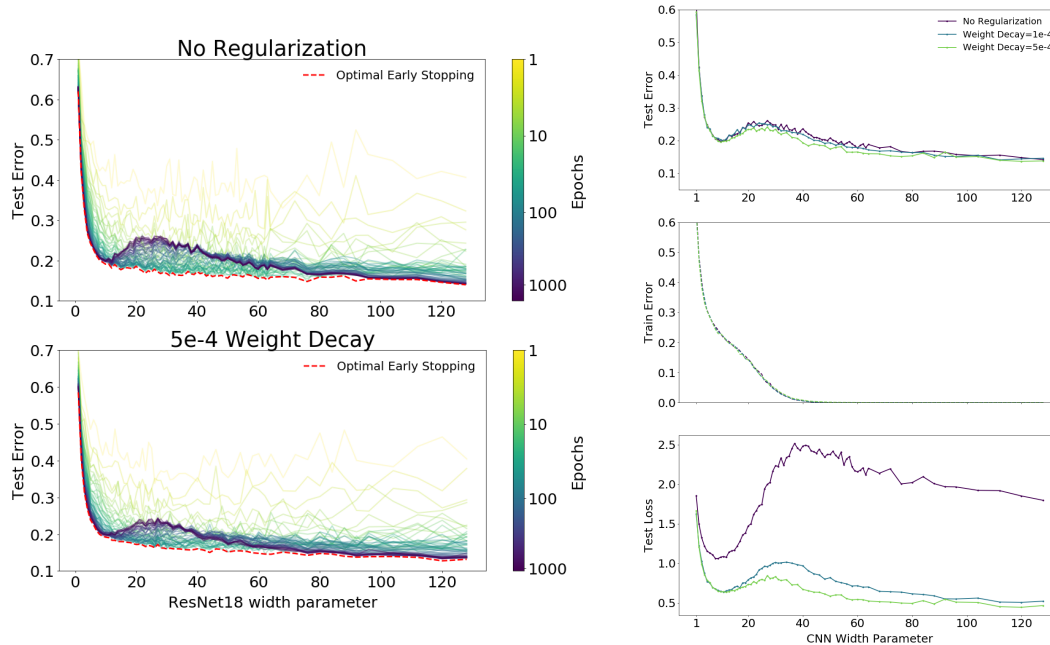 No Regularization
0.7
0.6
0.5
0.4
0.3
0.2
0.1
Test Error
Optimal Early Stopping
0 20 40 60 80 100 120
1
10
100
1000
Epochs
5e-4 Weight Decay
0.7
0.6
0.5
0.4
0.3
0.2
0.1
Test Error
Optimal Early Stopping
0 20 40 60 80 100 120
ResNet18 width parameter
1
10
100
1000
Epochs
0.6
0.5
0.4
0.3
0.2
0.1
Test Error
No Regularization
Weight Decay=1e-4
Weight Decay=5e-4
1 20 40 60 80 100 120
0.6
0.5
0.4
0.3
0.2
0.1
0.0
Train Error
2.5
2.0
1.5
1.0
0.5
Test Loss
1 20 40 60 80 100 120
CNN Width Parameter